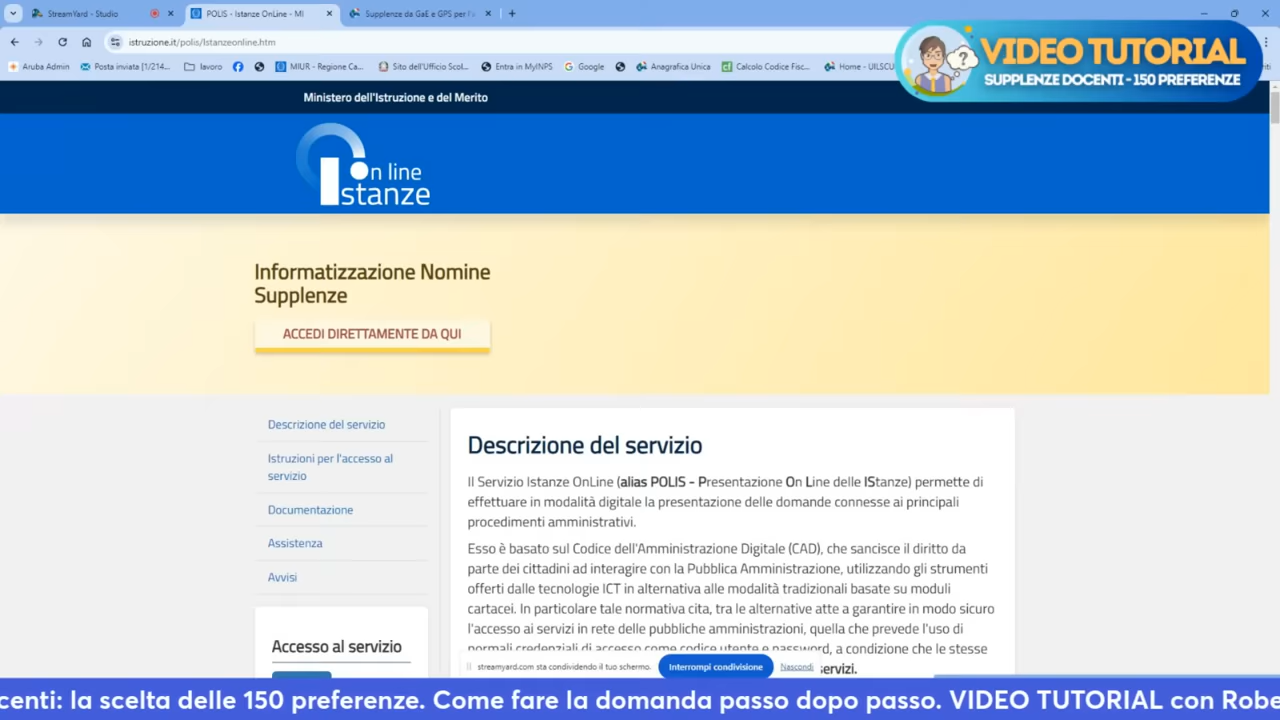 StreamYard - Studio
POLIS - Istanze OnLine - MI
Supplenze da GaE e GPS per l'a
istruzione.it/polis/Istanzeonline.htm
Aruba Admin
Posta inviata [1/214...
lavoro
MIUR - Regione Ca...
Sito dell'Ufficio Scol...
Entra in MyINPS
Google
Anagrafica Unica
Calcolo Codice Fisc...
Home - UILSCU
VIDEO TUTORIAL
SUPPLENZE DOCENTI - 150 PREFERENZE
Ministero dell'Istruzione e del Merito
On line
Istanze
Informatizzazione Nomine
Supplenze
ACCEDI DIRETTAMENTE DA QUI
Descrizione del servizio
Istruzioni per l'accesso al
servizio
Documentazione
Assistenza
Avvisi
Accesso al servizio
Descrizione del servizio
Il Servizio Istanze OnLine (alias POLIS - Presentazione On Line delle IStanze) permette di
effettuare in modalità digitale la presentazione delle domande connesse ai principali
procedimenti amministrativi.
Esso è basato sul Codice dell'Amministrazione Digitale (CAD), che sancisce il diritto da
parte dei cittadini ad interagire con la Pubblica Amministrazione, utilizzando gli strumenti
offerti dalle tecnologie ICT in alternativa alle modalità tradizionali basate su moduli
cartacei. In particolare tale normativa cita, tra le alternative atte a garantire in modo sicuro
l'accesso ai servizi in rete delle pubbliche amministrazioni, quella che prevede l'uso di
normali credenziali di accesso come codice utente e password, a condizione che le stesse
servizi.
streamyard.com sta condividendo il tuo schermo.
Interrompi condivisione
Nascondi
centi: la scelta delle 150 preferenze. Come fare la domanda passo dopo passo. VIDEO TUTORIAL con Robe